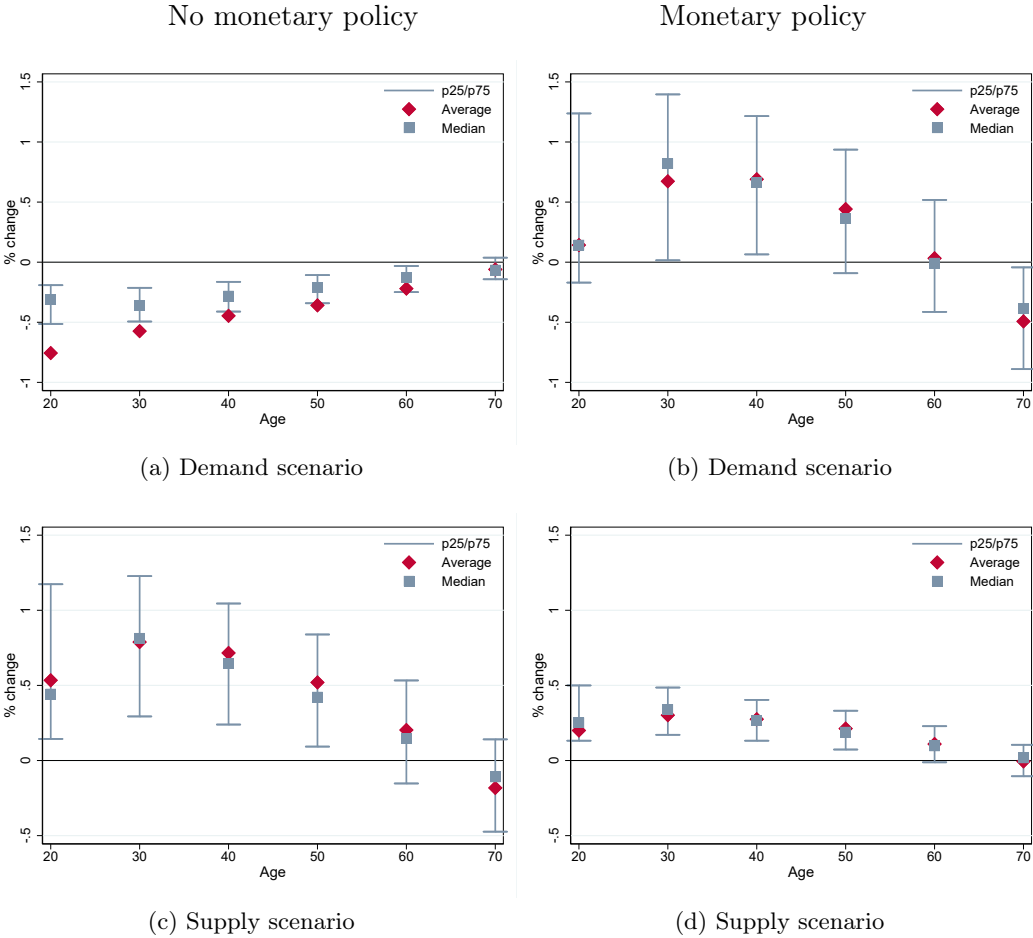 No monetary policy
Monetary policy
% change
1.5
1
.5
0
-.5
-1
p25/p75
Average
Median
20 30 40 50 60 70
Age
(a) Demand scenario
% change
1.5
1
.5
0
-.5
-1
p25/p75
Average
Median
20 30 40 50 60 70
Age
(b) Demand scenario
% change
1.5
1
.5
0
-.5
p25/p75
Average
Median
20 30 40 50 60 70
Age
(c) Supply scenario
% change
1.5
1
.5
0
-.5
p25/p75
Average
Median
20 30 40 50 60 70
Age
(d) Supply scenario